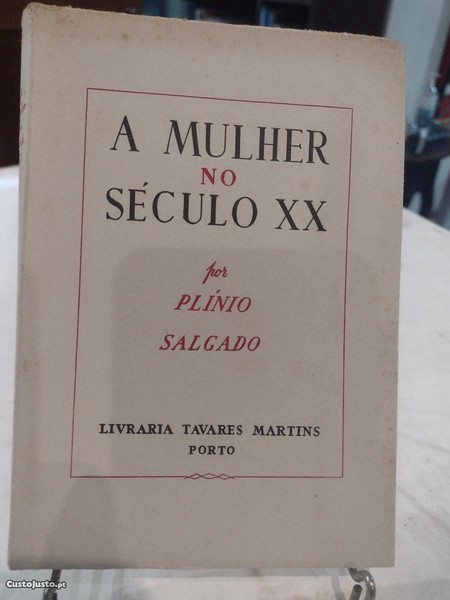 A MULHER
NO
SÉCULO XX
por
PLÍNIO
SALGADO
LIVRARIA TAVARES MARTINS
PORTO
CustoJusto.pt